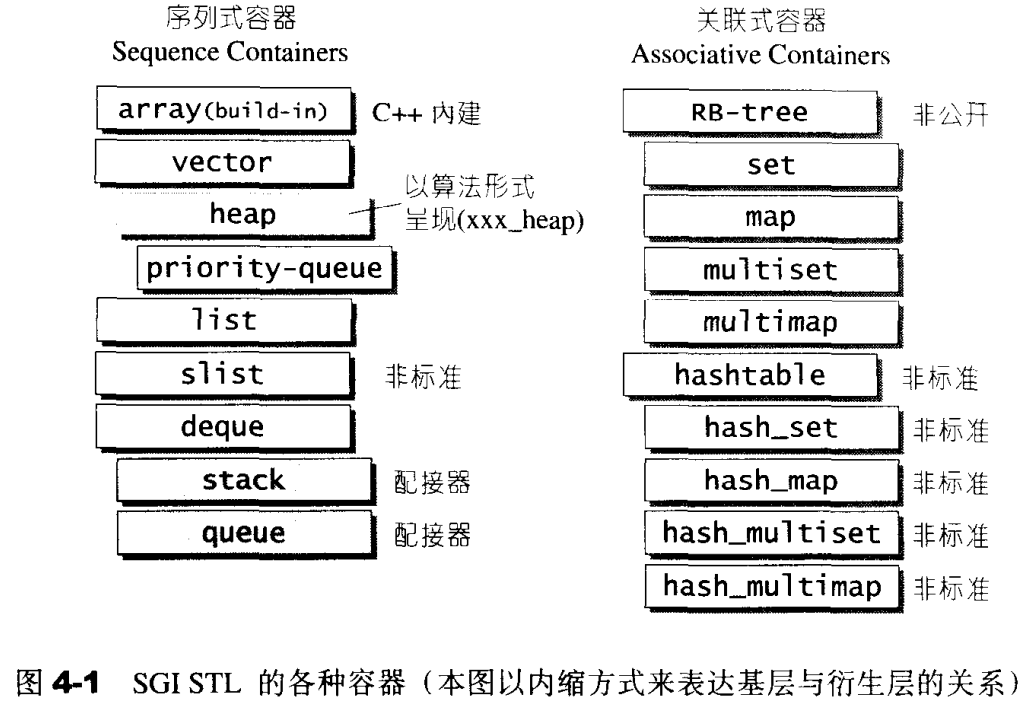 序列式容器
Sequence Containers
array(build-in)
C++ 内建
vector
heap
以算法形式
呈现(xxx_heap)
priority-queue
list
slist
非标准
deque
stack
配接器
queue
配接器
关联式容器
Associative Containers
RB-tree
非公开
set
map
multiset
multimap
hashtable
非标准
hash_set
非标准
hash_map
非标准
hash_multiset
非标准
hash_multimap
非标准
图 4-1 SGI STL 的各种容器（本图以内缩方式来表达基层与衍生层的关系）